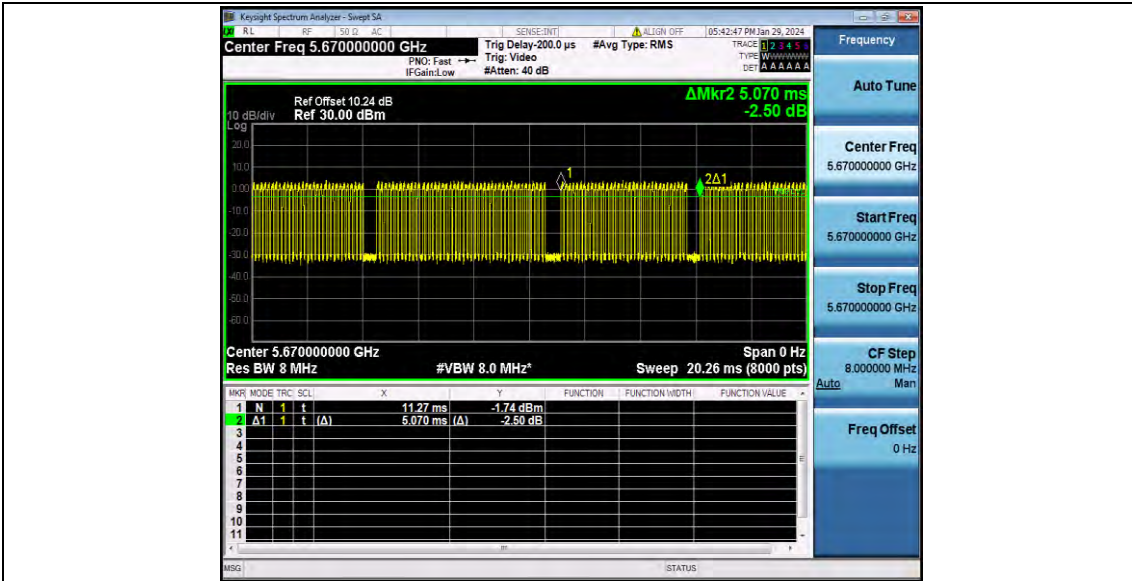 Keysight Spectrum Analyzer - Swept SA
RL RF 50 Ω AC SENSE:INT ALIGN OFF 05:42:47 PM Jan 29, 2024
Center Freq 5.670000000 GHz
PNO: Fast
IFGain:Low
Trig Delay-200.0 µs
Trig: Video
#Atten: 40 dB
#Avg Type: RMS
TRACE 1 2 3 4 5 6
TYPE W
DET A A A A A A
Frequency
Auto Tune
Center Freq
5.670000000 GHz
Start Freq
5.670000000 GHz
Stop Freq
5.670000000 GHz
CF Step
8.000000 MHz
Auto Man
Freq Offset
0 Hz
ΔMkr2 5.070 ms
-2.50 dB
Ref Offset 10.24 dB
10 dB/div Ref 30.00 dBm
Log
20.0
10.0
0.00
-10.0
-20.0
-30.0
-40.0
-50.0
-60.0
1
2Δ1
Center 5.670000000 GHz Span 0 Hz
Res BW 8 MHz #VBW 8.0 MHz* Sweep 20.26 ms (8000 pts)
MKR MODE TRC SCL X Y FUNCTION FUNCTION WIDTH FUNCTION VALUE
1 N 1 t 11.27 ms -1.74 dBm
2 Δ1 1 t (Δ) 5.070 ms (Δ) -2.50 dB
3
4
5
6
7
8
9
10
11
MSG STATUS